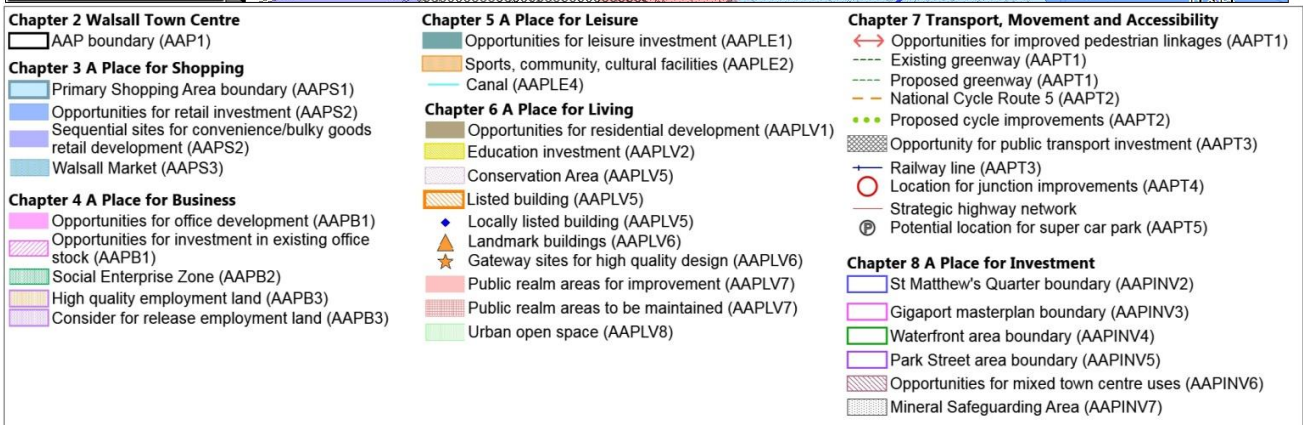 Chapter 2 Walsall Town Centre
AAP boundary (AAP1)
Chapter 3 A Place for Shopping
Primary Shopping Area boundary (AAPS1)
Opportunities for retail investment (AAPS2)
Sequential sites for convenience/bulky goods
retail development (AAPS2)
Walsall Market (AAPS3)
Chapter 4 A Place for Business
Opportunities for office development (AAPB1)
Opportunities for investment in existing office
stock (AAPB1)
Social Enterprise Zone (AAPB2)
High quality employment land (AAPB3)
Consider for release employment land (AAPB3)
Chapter 5 A Place for Leisure
Opportunities for leisure investment (AAPLE1)
Sports, community, cultural facilities (AAPLE2)
Canal (AAPLE4)
Chapter 6 A Place for Living
Opportunities for residential development (AAPLV1)
Education investment (AAPLV2)
Conservation Area (AAPLV5)
Listed building (AAPLV5)
Locally listed building (AAPLV5)
Landmark buildings (AAPLV6)
Gateway sites for high quality design (AAPLV6)
Public realm areas for improvement (AAPLV7)
Public realm areas to be maintained (AAPLV7)
Urban open space (AAPLV8)
Chapter 7 Transport, Movement and Accessibility
Opportunities for improved pedestrian linkages (AAPT1)
Existing greenway (AAPT1)
Proposed greenway (AAPT1)
National Cycle Route 5 (AAPT2)
Proposed cycle improvements (AAPT2)
Opportunity for public transport investment (AAPT3)
Railway line (AAPT3)
Location for junction improvements (AAPT4)
Strategic highway network
P Potential location for super car park (AAPT5)
Chapter 8 A Place for Investment
St Matthew's Quarter boundary (AAPINV2)
Gigaport masterplan boundary (AAPINV3)
Waterfront area boundary (AAPINV4)
Park Street area boundary (AAPINV5)
Opportunities for mixed town centre uses (AAPINV6)
Mineral Safeguarding Area (AAPINV7)